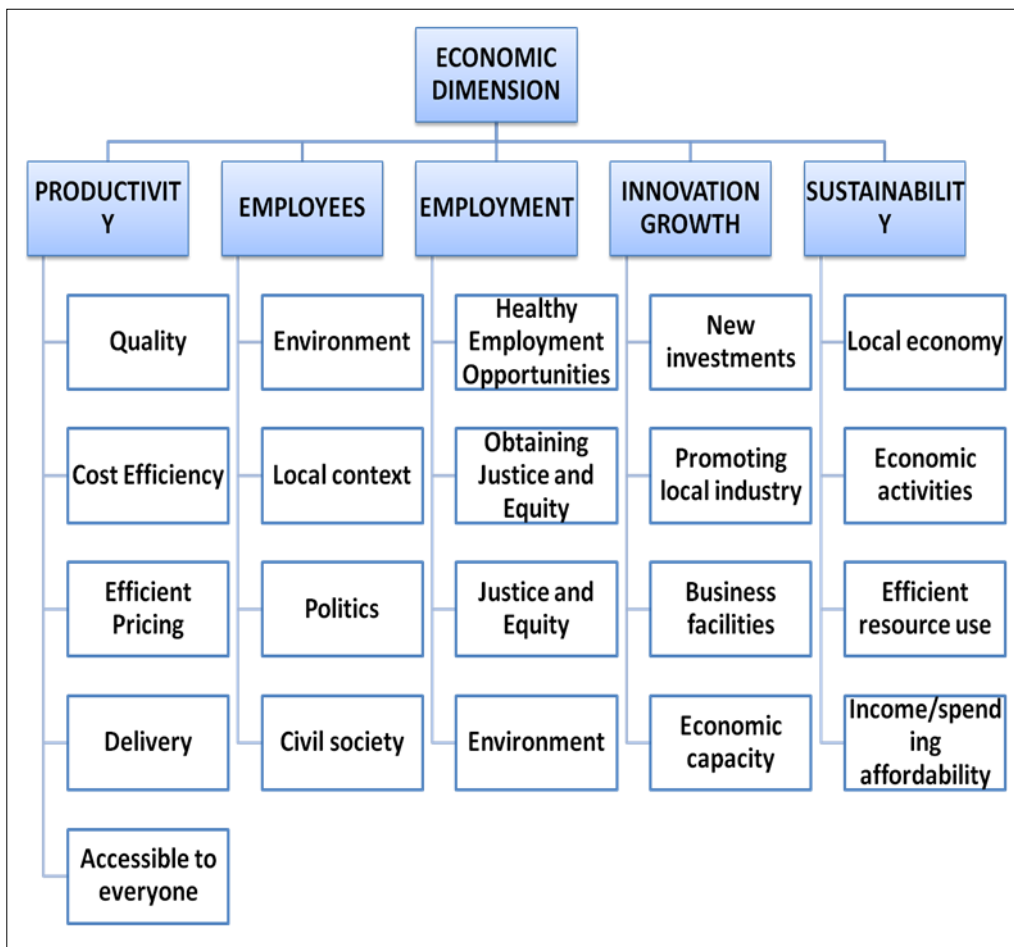 ECONOMIC
DIMENSION
PRODUCTIVIT
Y
Quality
Cost Efficiency
Efficient
Pricing
Delivery
Accessible to
everyone
EMPLOYEES
Environment
Local context
Politics
Civil society
EMPLOYMENT
Healthy
Employment
Opportunities
Obtaining
Justice and
Equity
Justice and
Equity
Environment
INNOVATION
GROWTH
New
investments
Promoting
local industry
Business
facilities
Economic
capacity
SUSTAINABILIT
Y
Local economy
Economic
activities
Efficient
resource use
Income/spend
ing
affordability